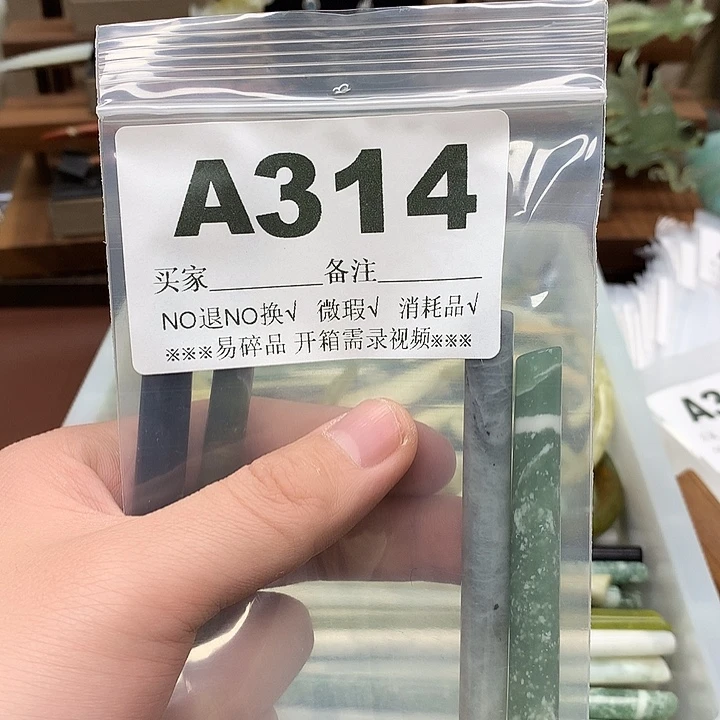 A314
买家________备注________
NO退NO换√ 微瑕√ 消耗品√
※※※易碎品 开箱需录视频※※※
A3